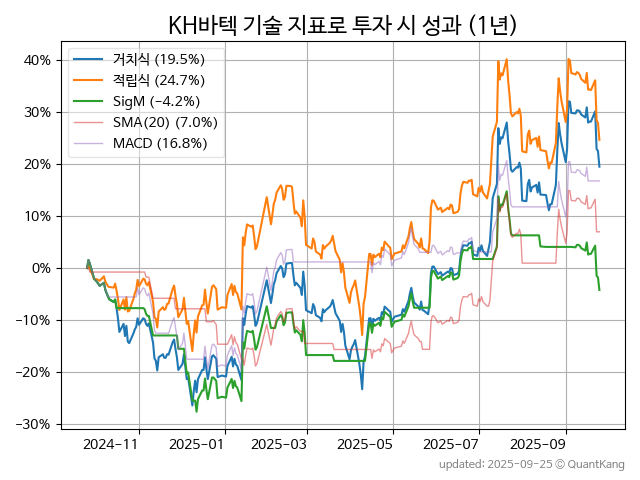 KH바텍 기술 지표로 투자 시 성과 (1년)
거치식 (19.5%)
적립식 (24.7%)
SigM (−4.2%)
SMA(20) (7.0%)
MACD (16.8%)
40%
30%
20%
10%
0%
−10%
−20%
−30%
2024-11 2025-01 2025-03 2025-05 2025-07 2025-09
updated: 2025-09-25 © QuantKang